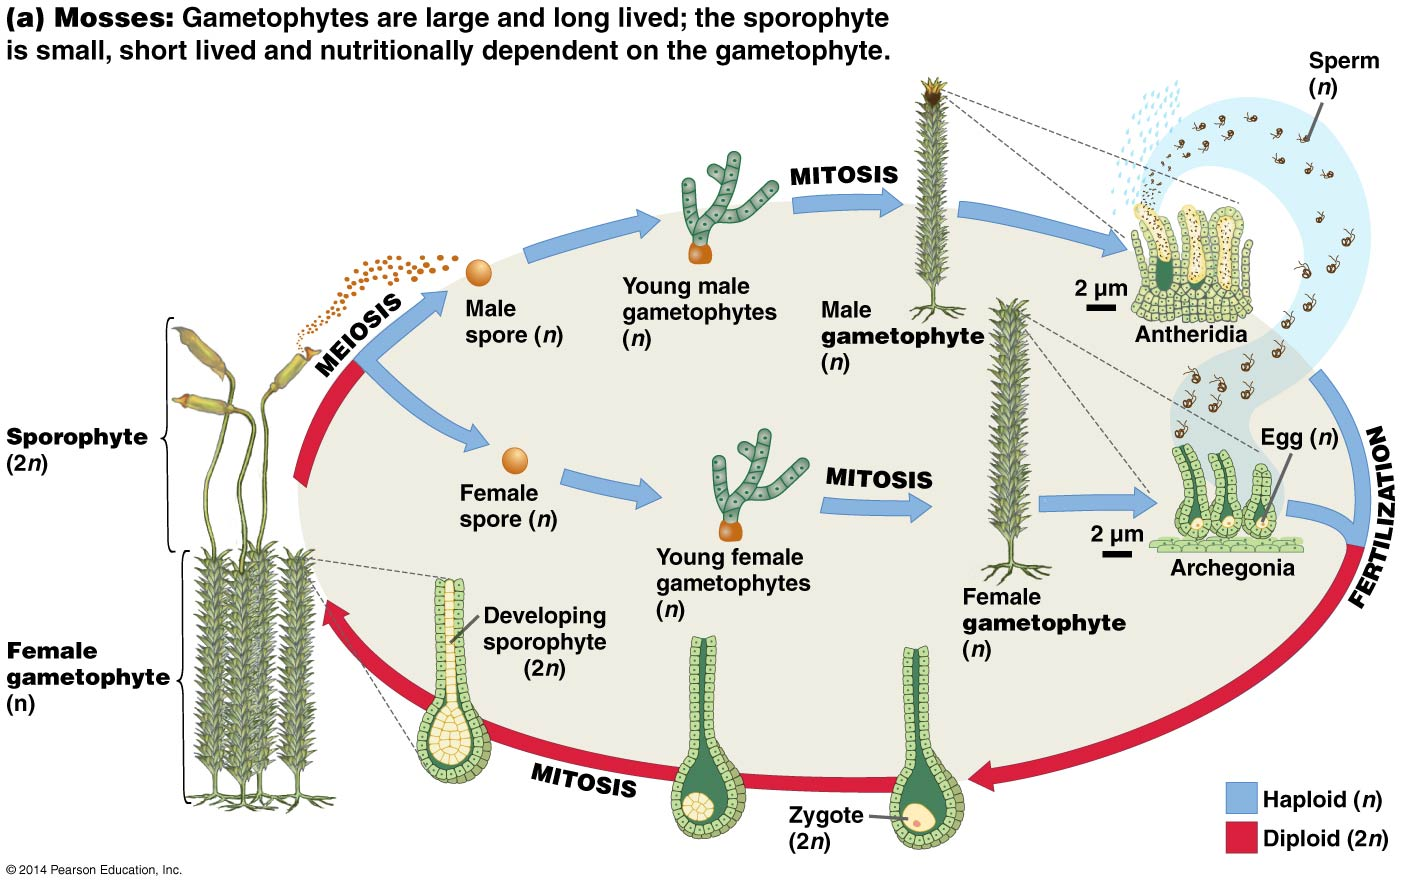 (a) Mosses: Gametophytes are large and long lived; the sporophyte
is small, short lived and nutritionally dependent on the gametophyte.
Sperm
(n)
MITOSIS
Young male
gametophytes
(n)
Male
gametophyte
(n)
2 µm
Antheridia
MEIOSIS
Male
spore (n)
Sporophyte
(2n)
Female
spore (n)
MITOSIS
Young female
gametophytes
(n)
Female
gametophyte
(n)
Egg (n)
2 µm
Archegonia
FERTILIZATION
Female
gametophyte
(n)
Developing
sporophyte
(2n)
MITOSIS
Zygote
(2n)
Haploid (n)
Diploid (2n)
© 2014 Pearson Education, Inc.